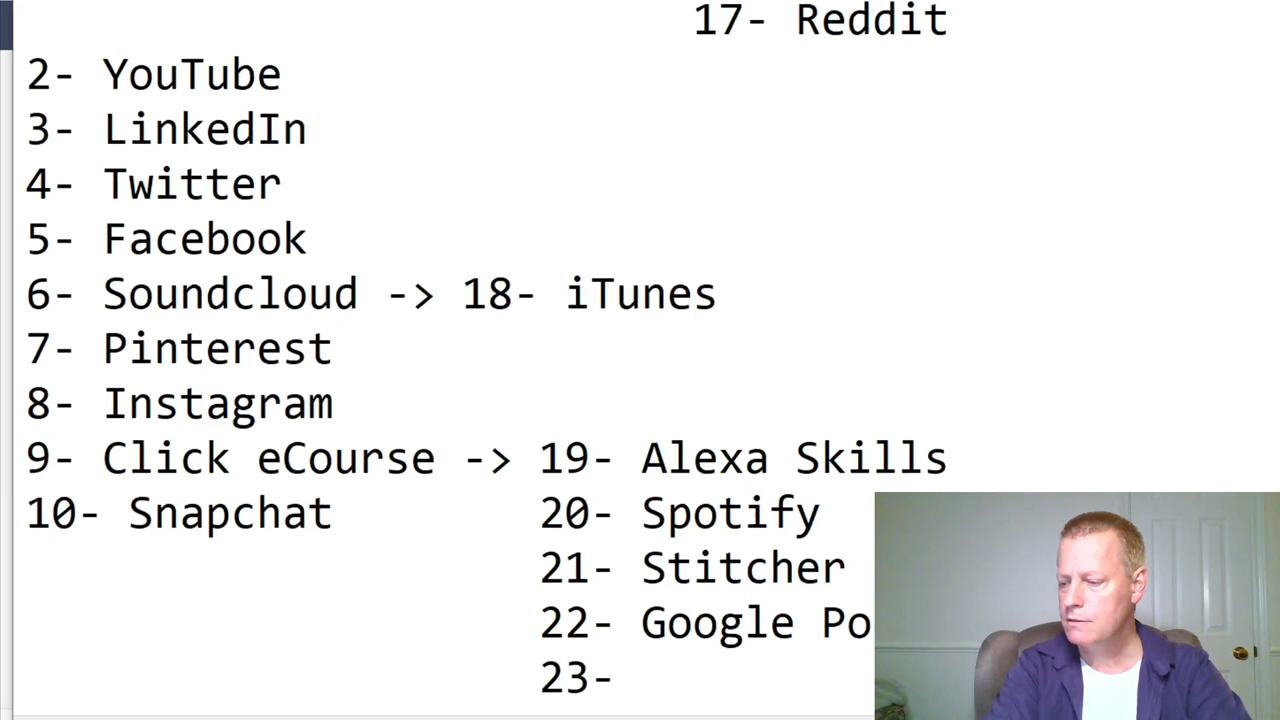 17- Reddit
2- YouTube
3- LinkedIn
4- Twitter
5- Facebook
6- Soundcloud -> 18- iTunes
7- Pinterest
8- Instagram
9- Click eCourse -> 19- Alexa Skills
10- Snapchat 20- Spotify
21- Stitcher
22- Google Po
23-